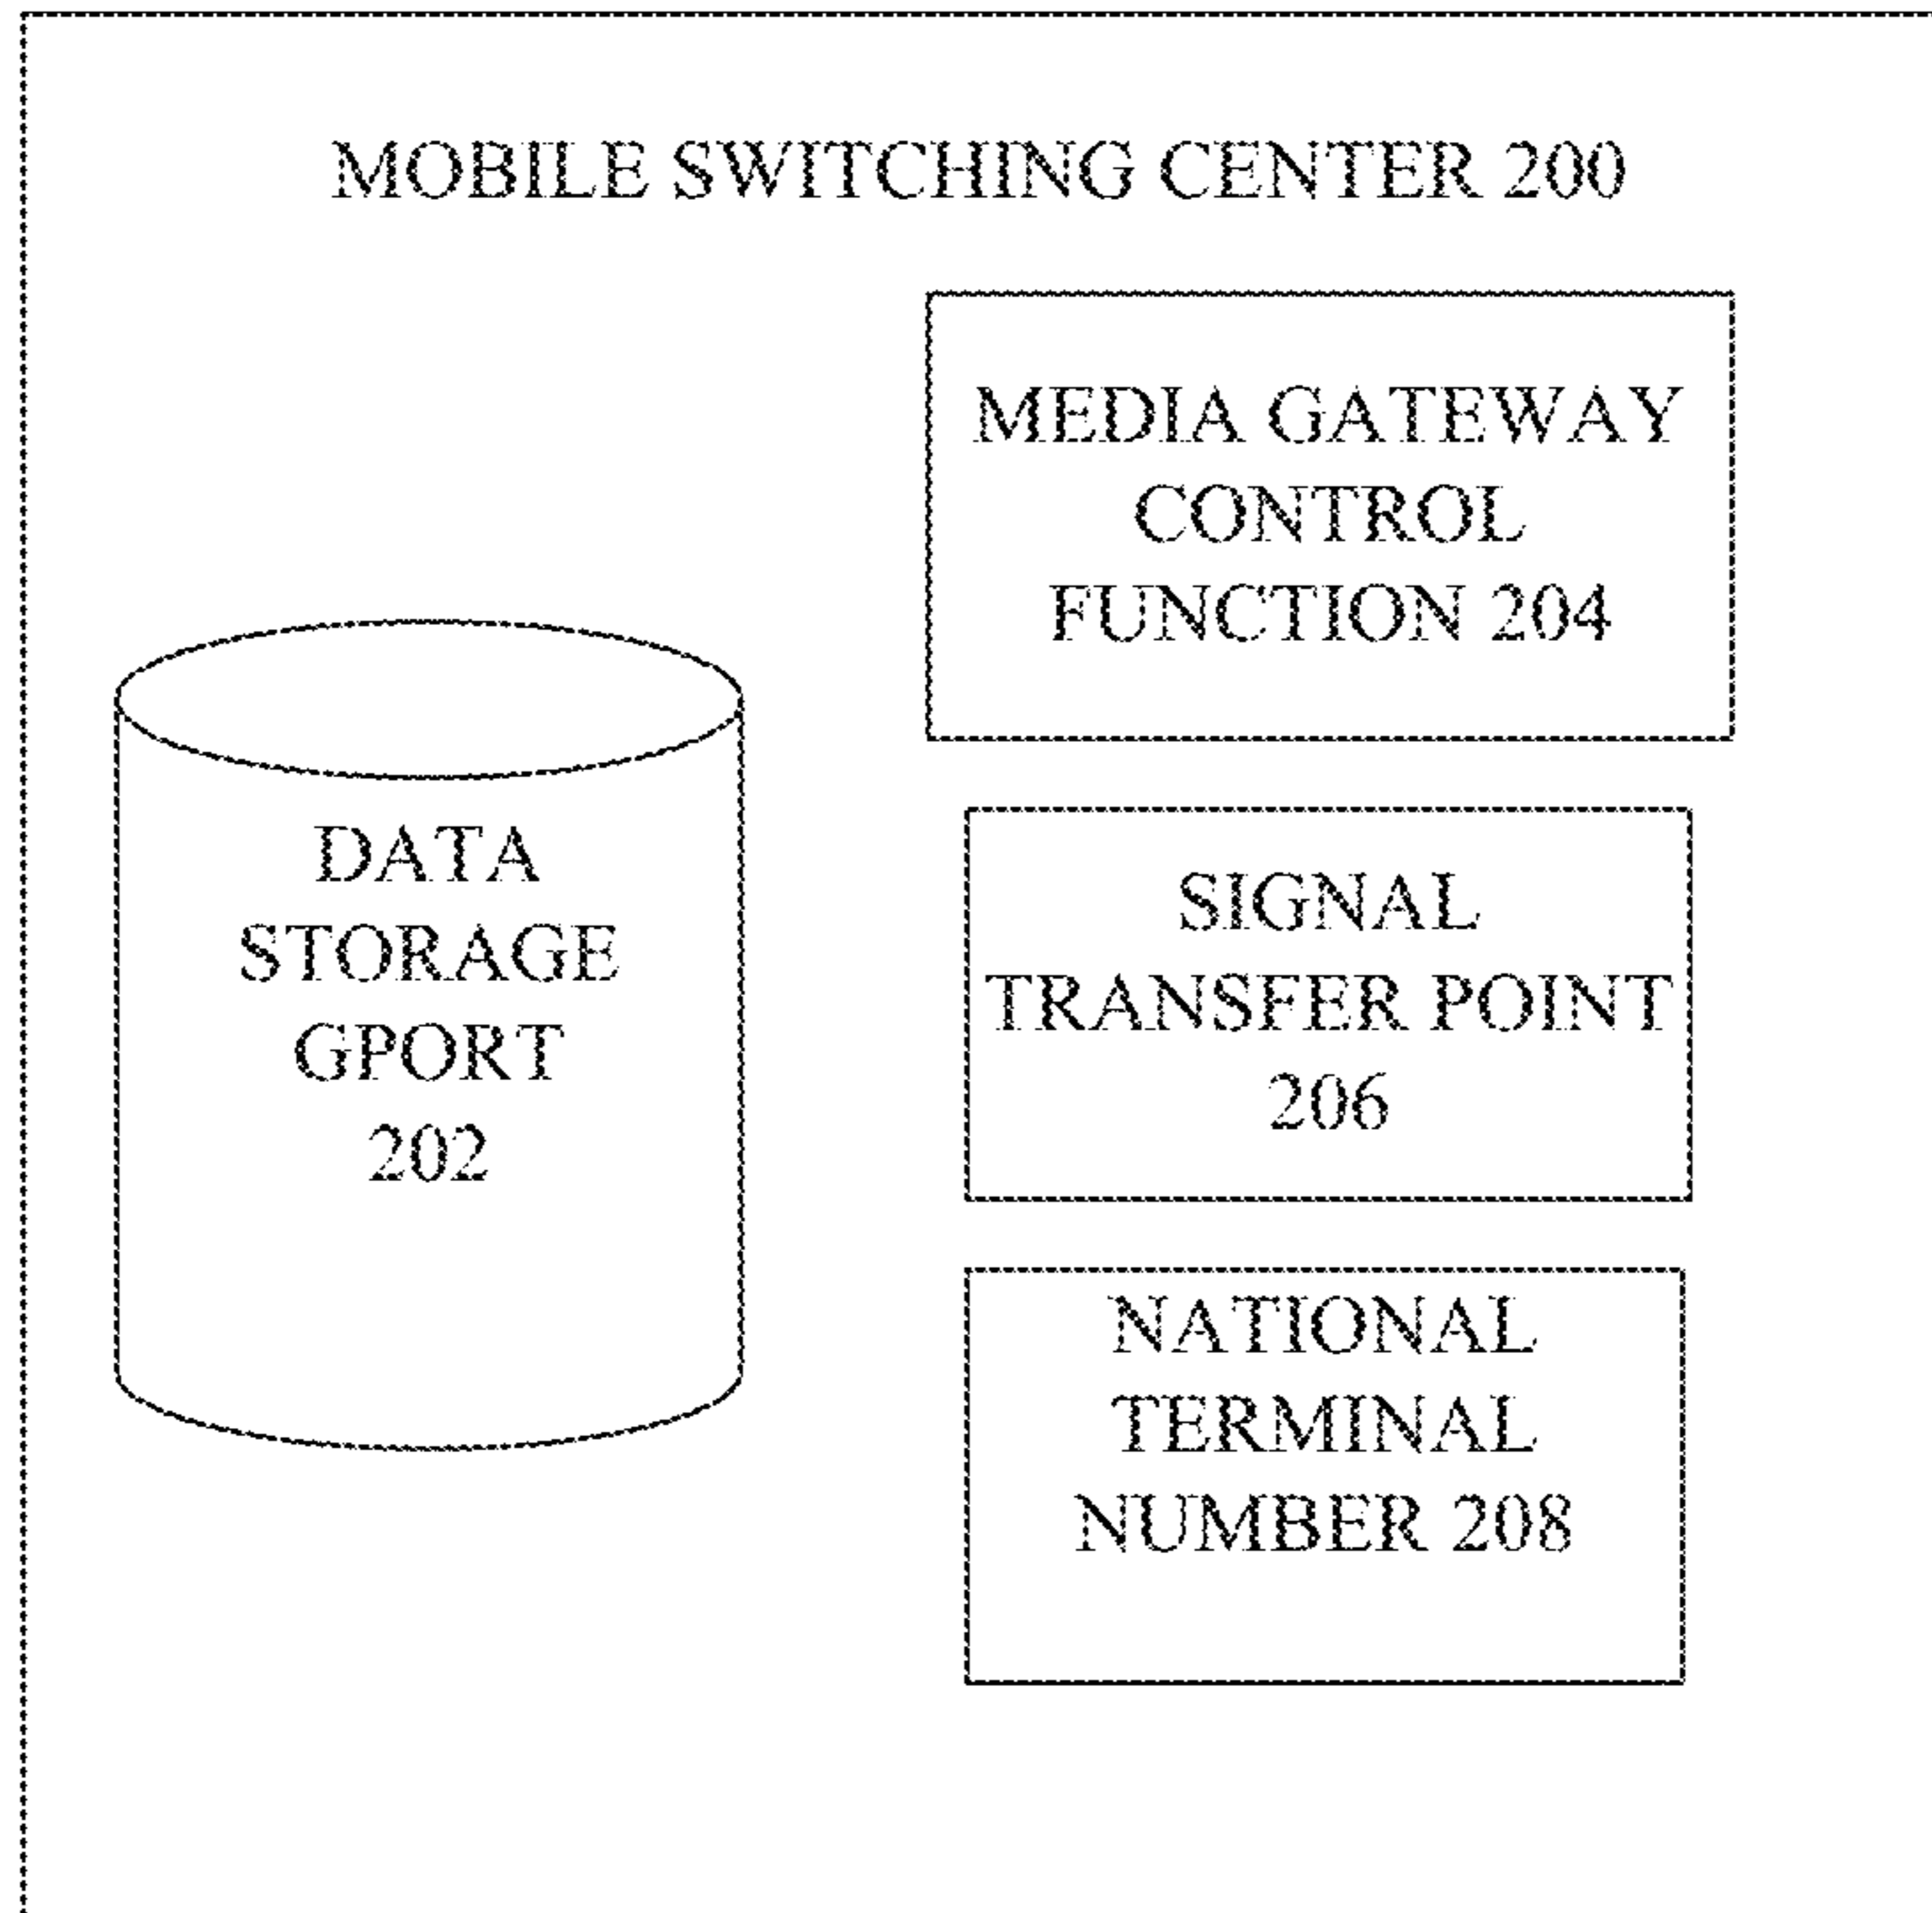 MOBILE SWITCHING CENTER 200
MEDIA GATEWAY
CONTROL
FUNCTION 204
DATA
STORAGE
GPORT
202
SIGNAL
TRANSFER POINT
206
NATIONAL
TERMINAL
NUMBER 208